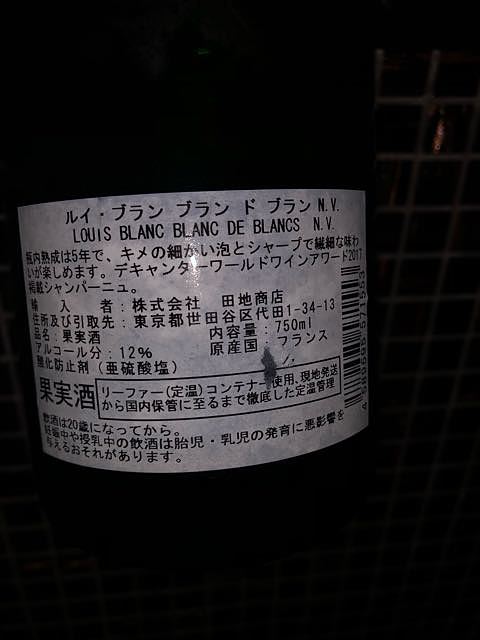 ルイ・ブラン ブラン ド ブラン N.V.
LOUIS BLANC BLANC DE BLANCS N.V.
瓶内熟成は5年で、キメの細かい泡とシャープで繊細な味わ
いが楽しめます。デキャンターワールドワインアワード2017
掲載シャンパーニュ。
輸入者：株式会社 田地商店
住所及び引取先：東京都世田谷区代田1-34-13
品名：果実酒 内容量：750ml
アルコール分：12% 原産国：フランス
酸化防止剤（亜硫酸塩）
果実酒
リーファー(定温)コンテナー使用、現地発送
から国内保管に至るまで徹底した定温管理
飲酒は20歳になってから。
妊娠中や授乳中の飲酒は胎児・乳児の発育に悪影響を
与えるおそれがあります。